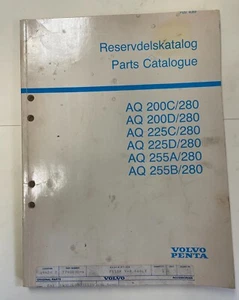 Reservdelskatalog
Parts Catalogue
AQ 200C/280
AQ 200D/280
AQ 225C/280
AQ 225D/280
AQ 255A/280
AQ 255B/280
VOLVO
PENTA
VOLVO